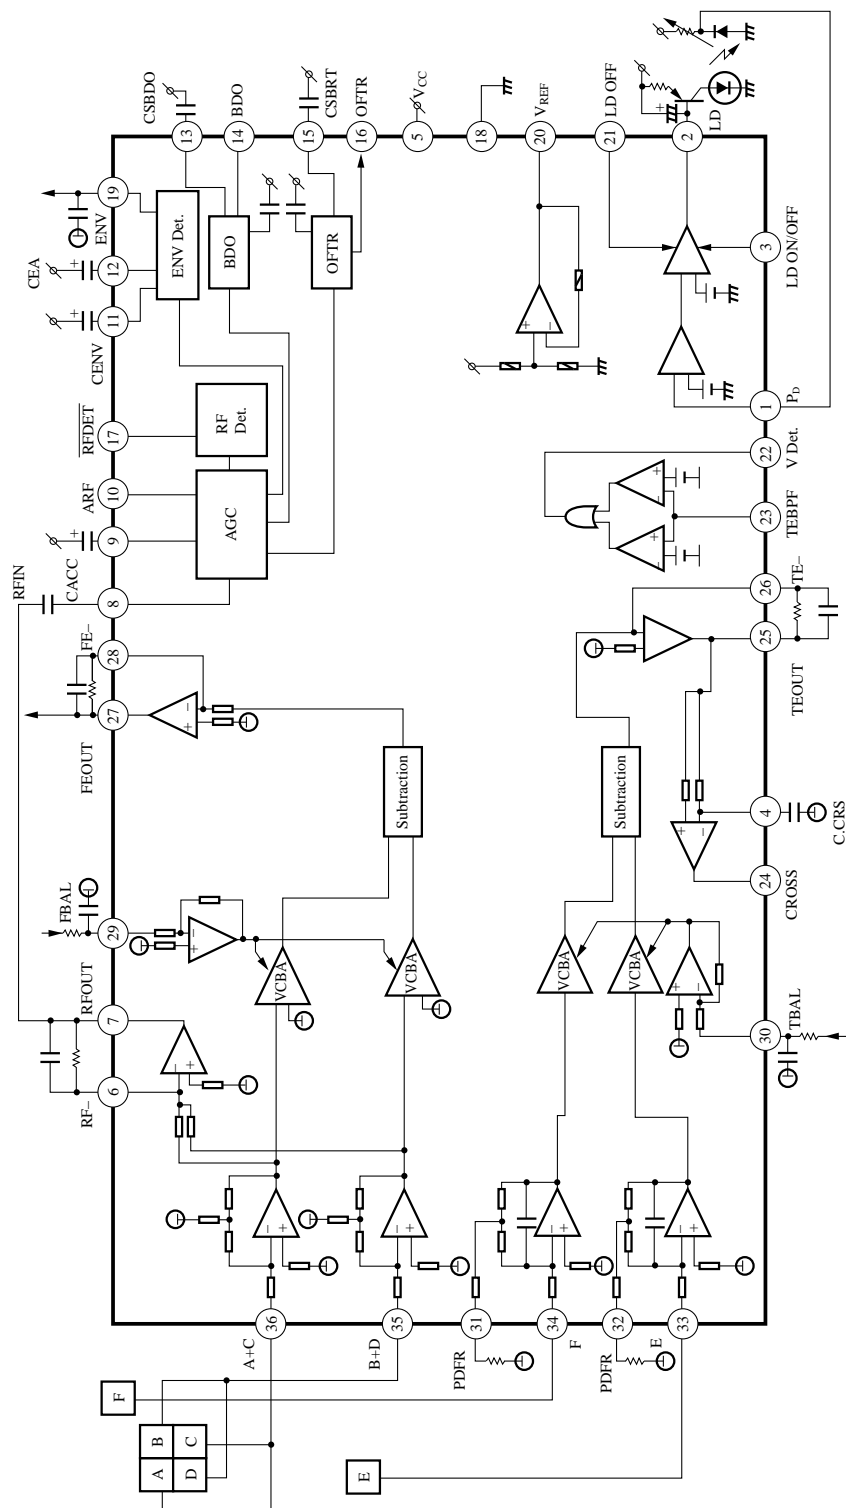 CSBDO
13
BDO
14
CSBRT
15
OFTR
16
VCC
5
18
VREF
20
LD OFF
21
LD
2
+
ENV
19
CEA
12
+
CENV
11
+
ENV Det.
BDO
OFTR
LD ON/OFF
3
RFDET
17
RF
Det.
ARF
10
CACC
9
+
AGC
RFIN
8
PD
1
V Det.
22
TEBPF
23
+
−
+
−
+
−
FE−
28
FEOUT
27
−
+
TE−
26
TEOUT
25
Subtraction
Subtraction
+
−
C.CRS
4
CROSS
24
FBAL
29
−
+
VCBA
VCBA
VCBA
VCBA
+
−
TBAL
30
RFOUT
7
RF−
6
−
+
−
+
−
+
−
+
−
+
A+C
36
B+D
35
PDFR
31
F
34
PDFR
32
E
33
F
B
C
A
D
E